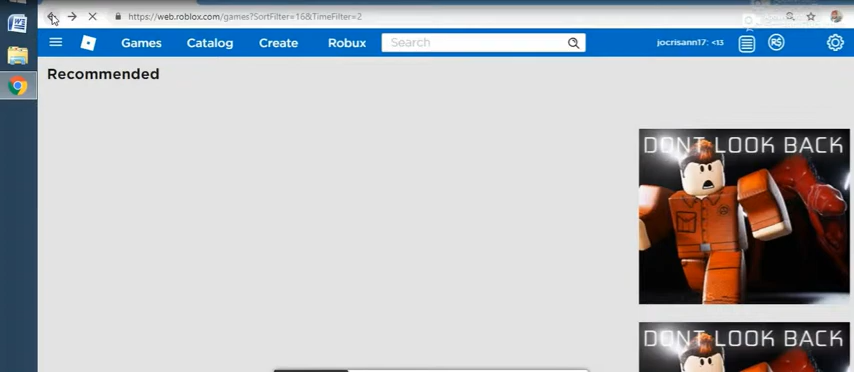 https://web.roblox.com/games?SortFilter=16&TimeFilter=2
Games Catalog Create Robux Search jocrisann17: <13 R$
Recommended
DONT LOOK BACK
DONT LOOK BACK